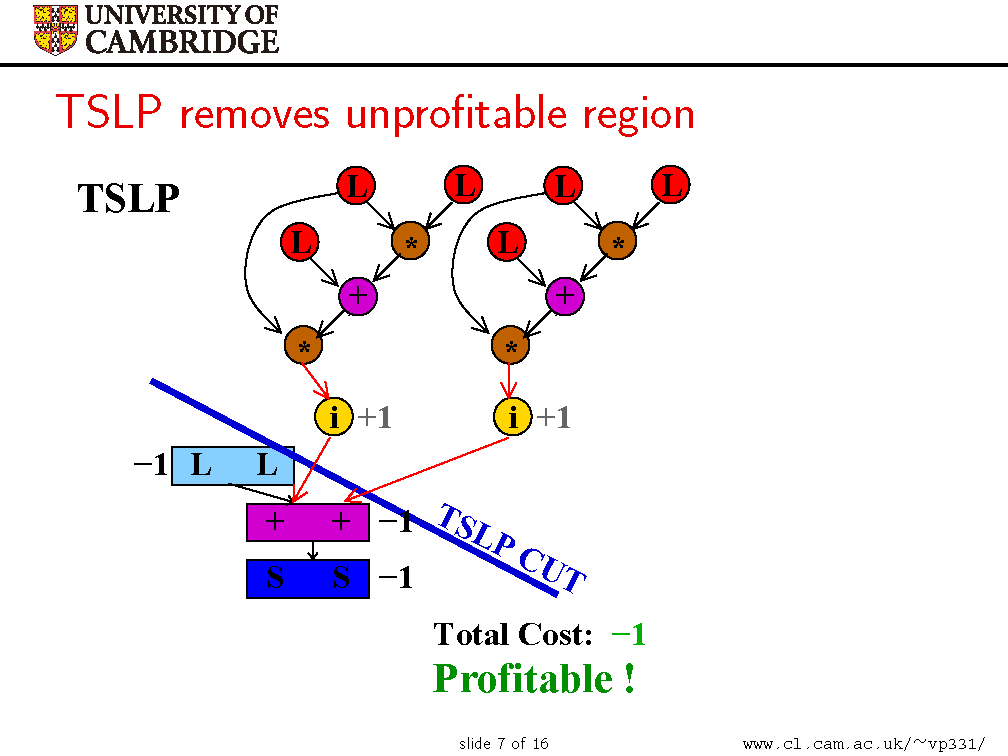 UNIVERSITY OF
CAMBRIDGE
TSLP removes unprofitable region
TSLP
L L L L
L * L *
+ +
* *
i +1 i +1
−1 L L
+ + −1
S S −1
TSLP CUT
Total Cost: −1
Profitable !
slide 7 of 16 www.cl.cam.ac.uk/~vp331/